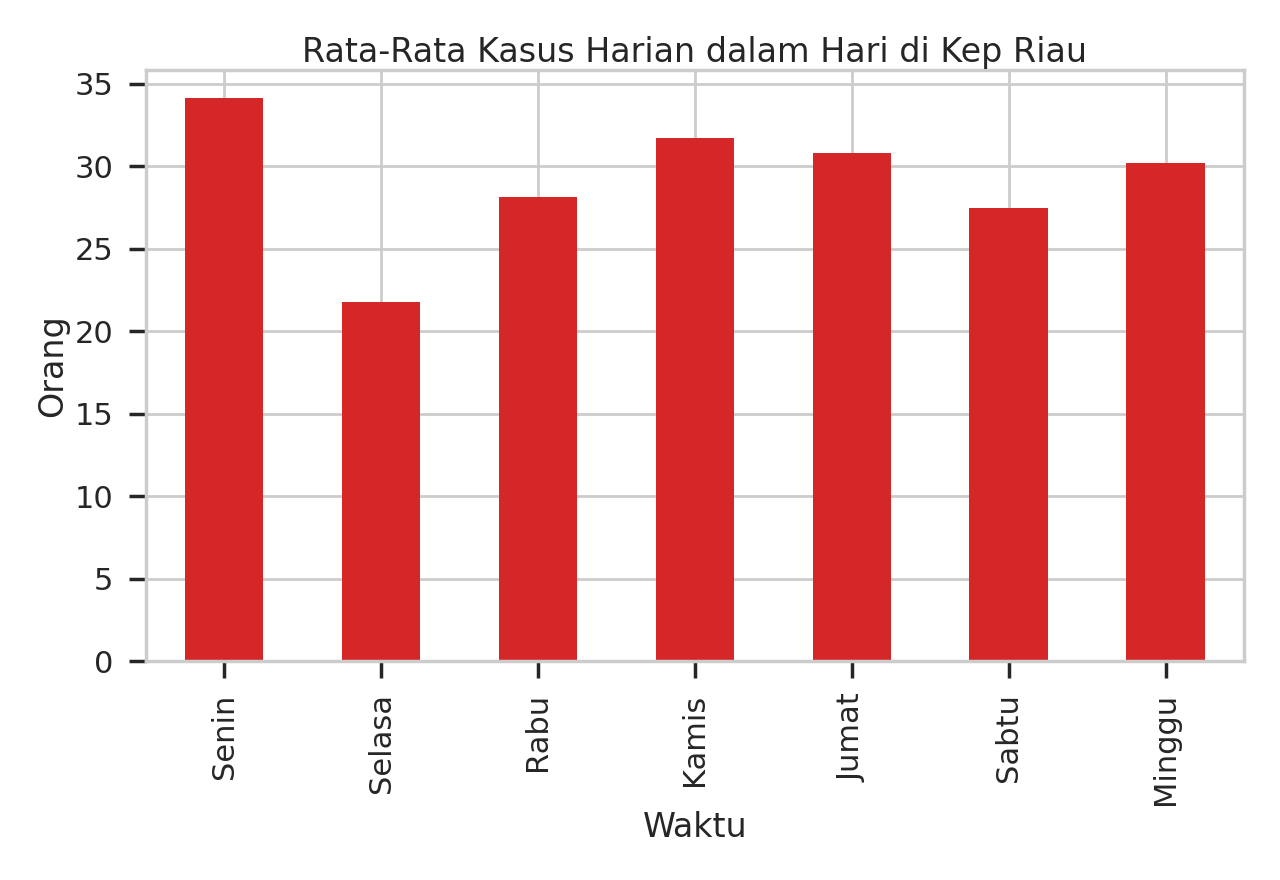 Rata-Rata Kasus Harian dalam Hari di Kep Riau
35
30
25
20
15
10
5
0
Orang
Senin
Selasa
Rabu
Kamis
Jumat
Sabtu
Minggu
Waktu